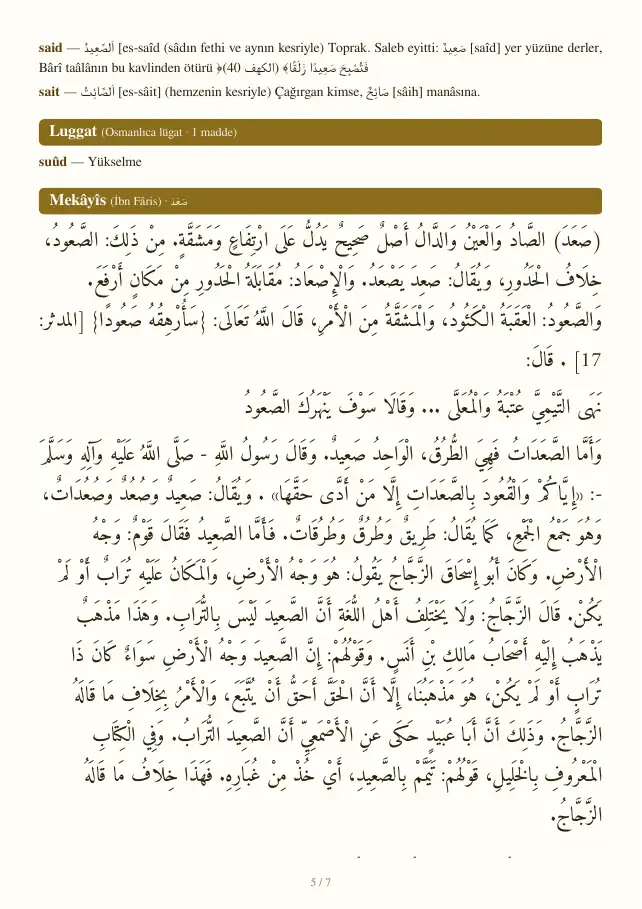 said — اَلصَّعِيدُ [es-saîd (sâdın fethi ve aynın kesriyle) Toprak. Saleb eyitti: صَعِيدٌ [saîd] yer yüzüne derler,
Bârî taâlânın bu kavlinden ötürü ﴿فَتُصْبِحَ صَعِيدًا زَلَقًا﴾ (الكهف 40)
sait — اَلصَّائِتُ [es-sâit] (hemzenin kesriyle) Çağırgan kimse, صَائِحٌ [sâih] manâsına.
Luggat (Osmanlıca lügat · 1 madde)
suûd — Yükselme
Mekâyîs (İbn Fâris) · صَعَدَ
(صَعَدَ) الصَّادُ وَالْعَيْنُ وَالدَّالُ أَصْلٌ صَحِيحٌ يَدُلُّ عَلَى ارْتِفَاعٍ وَمَشَقَّةٍ. مِنْ ذَلِكَ: الصَّعُودُ،
خِلَافُ الْحَدُورِ، وَيُقَالُ: صَعِدَ يَصْعَدُ. وَالْإِصْعَادُ: مُقَابَلَةُ الْحَدُورِ مِنْ مَكَانٍ أَرْفَعَ.
وَالصَّعُودُ: الْعَقَبَةُ الْكَئُودُ، وَالْمَشَقَّةُ مِنَ الْأَمْرِ، قَالَ اللَّهُ تَعَالَى: {سَأُرْهِقُهُ صَعُودًا} [المدثر:
17] . قَالَ:
نَهَى التَّيْمِيَّ عُتْبَةُ وَالْمُعَلَّى ... وَقَالَا سَوْفَ يَنْهَرُكَ الصَّعُودُ
وَأَمَّا الصَّعَدَاتُ فَهِيَ الطُّرُقُ، الْوَاحِدُ صَعِيدٌ. وَقَالَ رَسُولُ اللَّهِ - صَلَّى اللَّهُ عَلَيْهِ وَآلِهِ وَسَلَّمَ
-: «إِيَّاكُمْ وَالْقُعُودَ بِالصَّعَدَاتِ إِلَّا مَنْ أَدَّى حَقَّهَا» . وَيُقَالُ: صَعِيدٌ وَصُعُدٌ وَصُعُدَاتٌ،
وَهُوَ جَمْعُ الْجَمْعِ، كَمَا يُقَالُ: طَرِيقٌ وَطُرُقٌ وَطُرُقَاتٌ. فَأَمَّا الصَّعِيدُ فَقَالَ قَوْمٌ: وَجْهُ
الْأَرْضِ. وَكَانَ أَبُو إِسْحَاقَ الزَّجَّاجُ يَقُولُ: هُوَ وَجْهُ الْأَرْضِ، وَالْمَكَانُ عَلَيْهِ تُرَابٌ أَوْ لَمْ
يَكُنْ. قَالَ الزَّجَّاجُ: وَلَا يَخْتَلِفُ أَهْلُ اللُّغَةِ أَنَّ الصَّعِيدَ لَيْسَ بِالتُّرَابِ. وَهَذَا مَذْهَبٌ
يَذْهَبُ إِلَيْهِ أَصْحَابُ مَالِكِ بْنِ أَنَسٍ. وَقَوْلُهُمْ: إِنَّ الصَّعِيدَ وَجْهُ الْأَرْضِ سَوَاءٌ كَانَ ذَا
تُرَابٍ أَوْ لَمْ يَكُنْ، هُوَ مَذْهَبُنَا، إِلَّا أَنَّ الْحَقَّ أَحَقُّ أَنْ يُتَّبَعَ، وَالْأَمْرُ بِخِلَافِ مَا قَالَهُ
الزَّجَّاجُ. وَذَلِكَ أَنَّ أَبَا عُبَيْدٍ حَكَى عَنِ الْأَصْمَعِيِّ أَنَّ الصَّعِيدَ التُّرَابُ. وَفِي الْكِتَابِ
الْمَعْرُوفِ بِالْخَلِيلِ، قَوْلُهُمْ: تَيَمَّمْ بِالصَّعِيدِ، أَيْ خُذْ مِنْ غُبَارِهِ. فَهَذَا خِلَافُ مَا قَالَهُ
الزَّجَّاجُ.
5 / 7